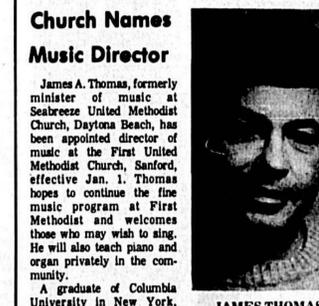 Church Names
Music Director
James A. Thomas, formerly
minister of music at
Seabreeze United Methodist
Church, Daytona Beach, has
been appointed director of
music at the First United
Methodist Church, Sanford,
effective Jan. 1. Thomas
hopes to continue the fine
music program at First
Methodist and welcomes
those who may wish to sing.
He will also teach piano and
organ privately in the com-
munity.
A graduate of Columbia
University in New York,
JAMES THOMAS